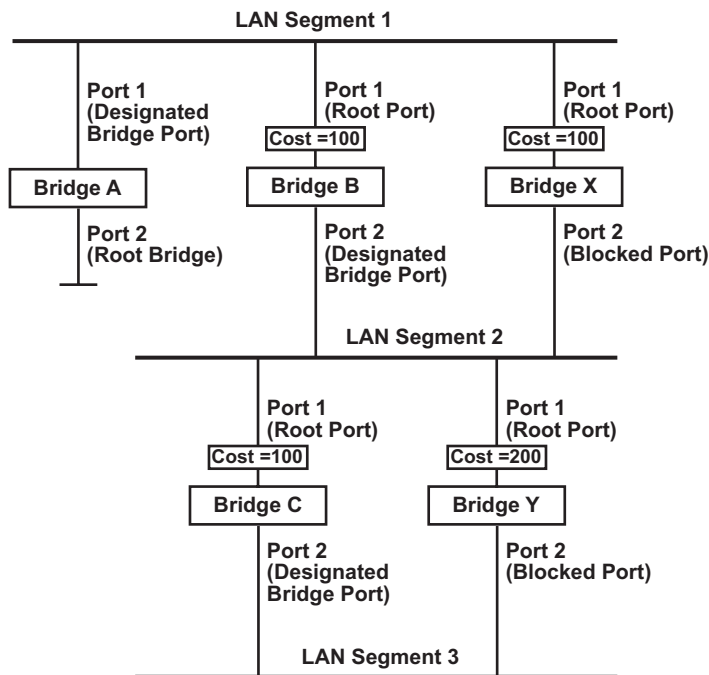 LAN Segment 1
Port 1
(Designated
Bridge Port)
Port 1
(Root Port)
Cost =100
Port 1
(Root Port)
Cost =100
Bridge A
Bridge B
Bridge X
Port 2
(Root Bridge)
Port 2
(Designated
Bridge Port)
Port 2
(Blocked Port)
LAN Segment 2
Port 1
(Root Port)
Cost =100
Port 1
(Root Port)
Cost =200
Bridge C
Bridge Y
Port 2
(Designated
Bridge Port)
Port 2
(Blocked Port)
LAN Segment 3